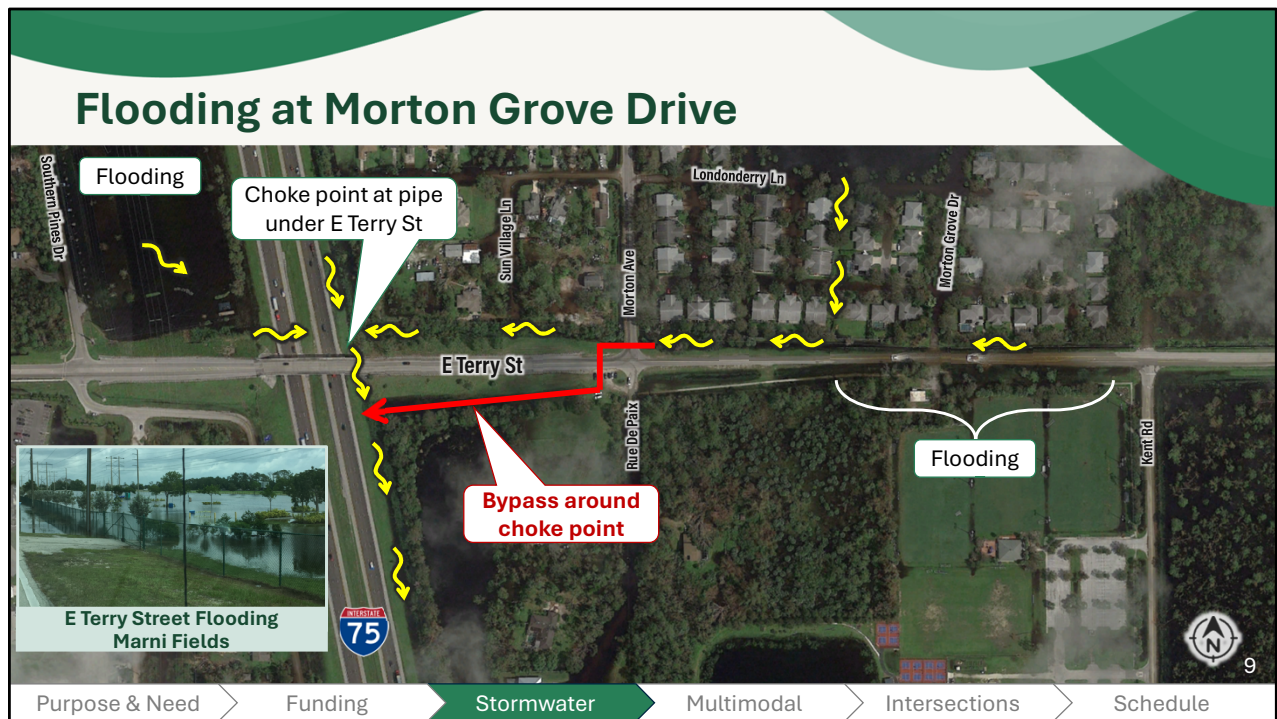 Flooding at Morton Grove Drive
Southern Pines Dr
Flooding
Choke point at pipe
under E Terry St
Sun Village Ln
Morton Ave
Londonderry Ln
Morton Grove Dr
E Terry St
Rue De Paix
Kent Rd
Flooding
Bypass around
choke point
E Terry Street Flooding
Marni Fields
INTERSTATE
75
N
9
Purpose & Need
Funding
Stormwater
Multimodal
Intersections
Schedule